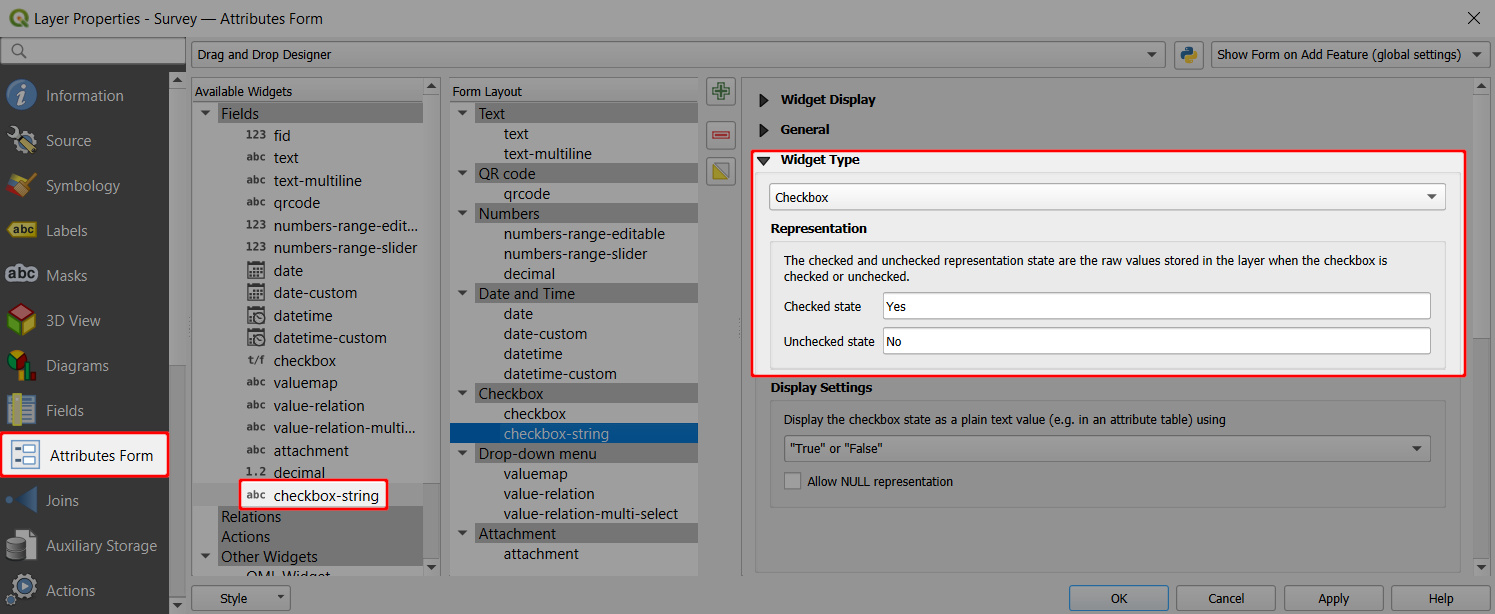 Layer Properties - Survey — Attributes Form
Drag and Drop Designer
Show Form on Add Feature (global settings)
Information
Source
Symbology
abc Labels
abc Masks
3D View
Diagrams
Fields
Attributes Form
Joins
Auxiliary Storage
Actions
Available Widgets
Fields
123 fid
abc text
abc text-multiline
abc qrcode
123 numbers-range-edit...
123 numbers-range-slider
date
date-custom
datetime
datetime-custom
t/f checkbox
abc valuemap
abc value-relation
abc value-relation-multi...
abc attachment
1.2 decimal
abc checkbox-string
Relations
Actions
Other Widgets
QML Widget
Form Layout
Text
text
text-multiline
QR code
qrcode
Numbers
numbers-range-editable
numbers-range-slider
decimal
Date and Time
date
date-custom
datetime
datetime-custom
Checkbox
checkbox
checkbox-string
Drop-down menu
valuemap
value-relation
value-relation-multi-select
Attachment
attachment
Widget Display
General
Widget Type
Checkbox
Representation
The checked and unchecked representation state are the raw values stored in the layer when the checkbox is
checked or unchecked.
Checked state Yes
Unchecked state No
Display Settings
Display the checkbox state as a plain text value (e.g. in an attribute table) using
"True" or "False"
Allow NULL representation
Style
OK
Cancel
Apply
Help